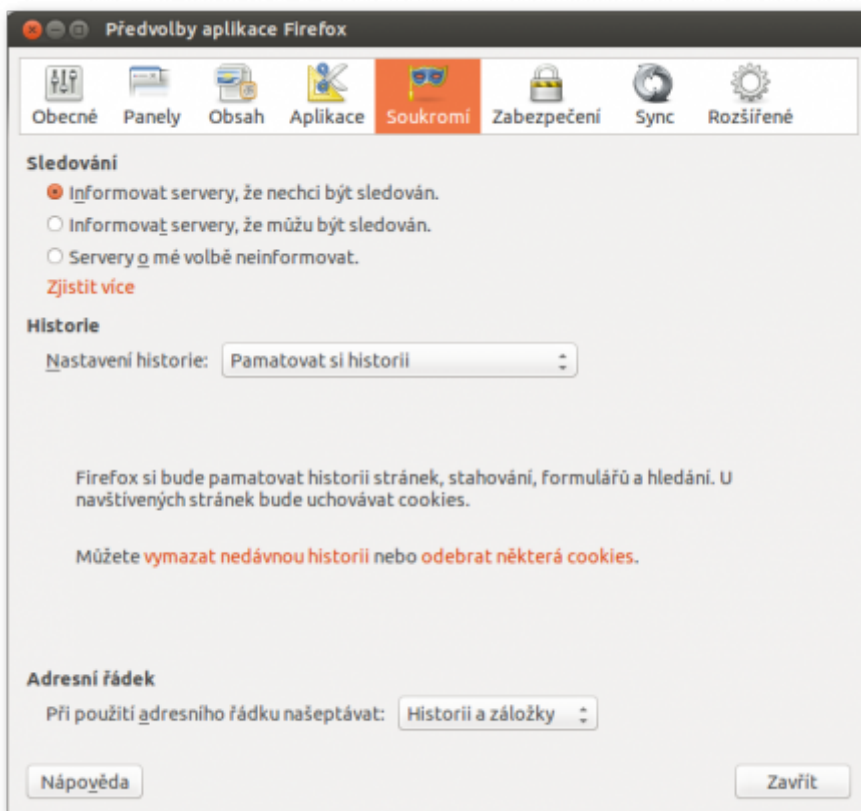 Předvolby aplikace Firefox
Obecné Panely Obsah Aplikace Soukromí Zabezpečení Sync Rozšířené
Sledování
Informovat servery, že nechci být sledován.
Informovat servery, že můžu být sledován.
Servery o mé volbě neinformovat.
Zjistit více
Historie
Nastavení historie: Pamatovat si historii
Firefox si bude pamatovat historii stránek, stahování, formulářů a hledání. U
navštívených stránek bude uchovávat cookies.
Můžete vymazat nedávnou historii nebo odebrat některá cookies.
Adresní řádek
Při použití adresního řádku našeptávat: Historii a záložky
Nápověda Zavřít